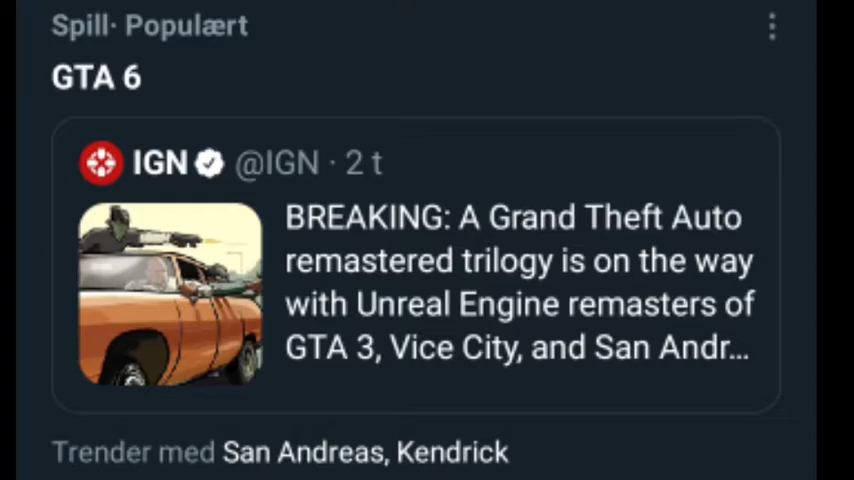 Spill· Populært
GTA 6
IGN @IGN · 2 t
BREAKING: A Grand Theft Auto
remastered trilogy is on the way
with Unreal Engine remasters of
GTA 3, Vice City, and San Andr...
Trender med San Andreas, Kendrick